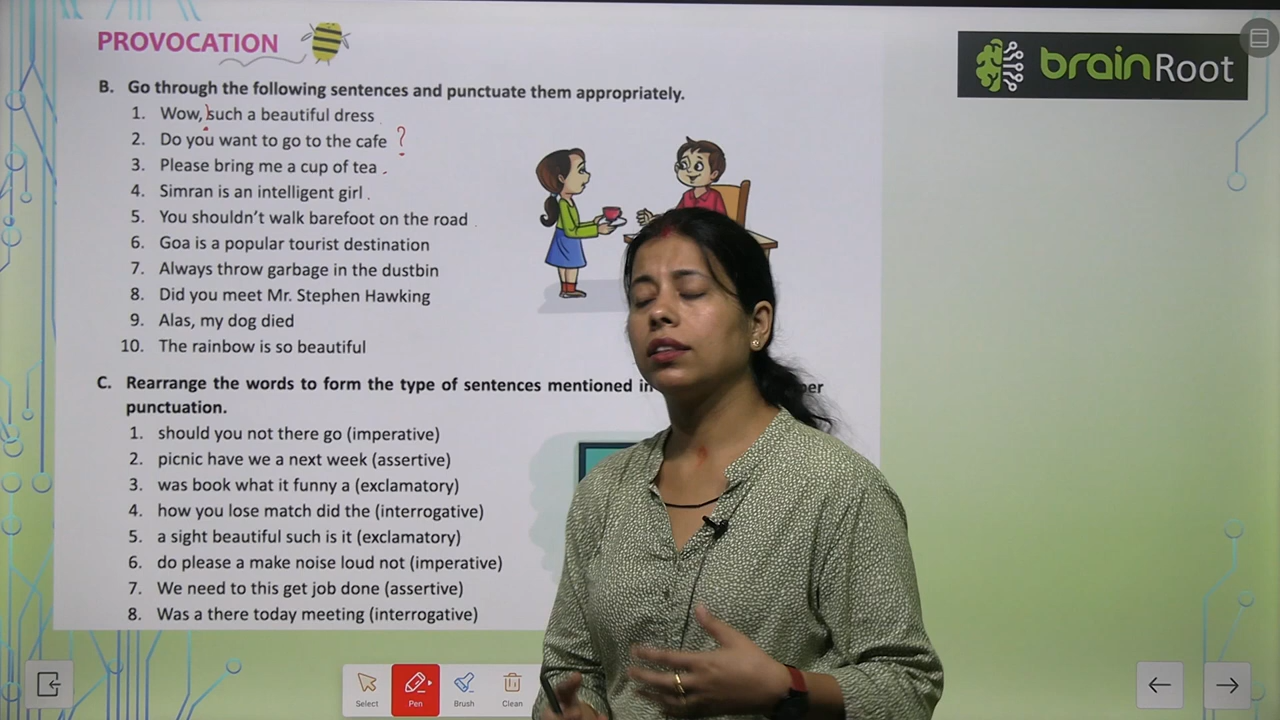 PROVOCATION
brainRoot
B. Go through the following sentences and punctuate them appropriately.
1. Wow, ! such a beautiful dress
2. Do you want to go to the cafe ?
3. Please bring me a cup of tea .
4. Simran is an intelligent girl .
5. You shouldn't walk barefoot on the road .
6. Goa is a popular tourist destination
7. Always throw garbage in the dustbin
8. Did you meet Mr. Stephen Hawking
9. Alas, my dog died
10. The rainbow is so beautiful
C. Rearrange the words to form the type of sentences mentioned in
punctuation.
1. should you not there go (imperative)
2. picnic have we a next week (assertive)
3. was book what it funny a (exclamatory)
4. how you lose match did the (interrogative)
5. a sight beautiful such is it (exclamatory)
6. do please a make noise loud not (imperative)
7. We need to this get job done (assertive)
8. Was a there today meeting (interrogative)
Select Pen Brush Clean